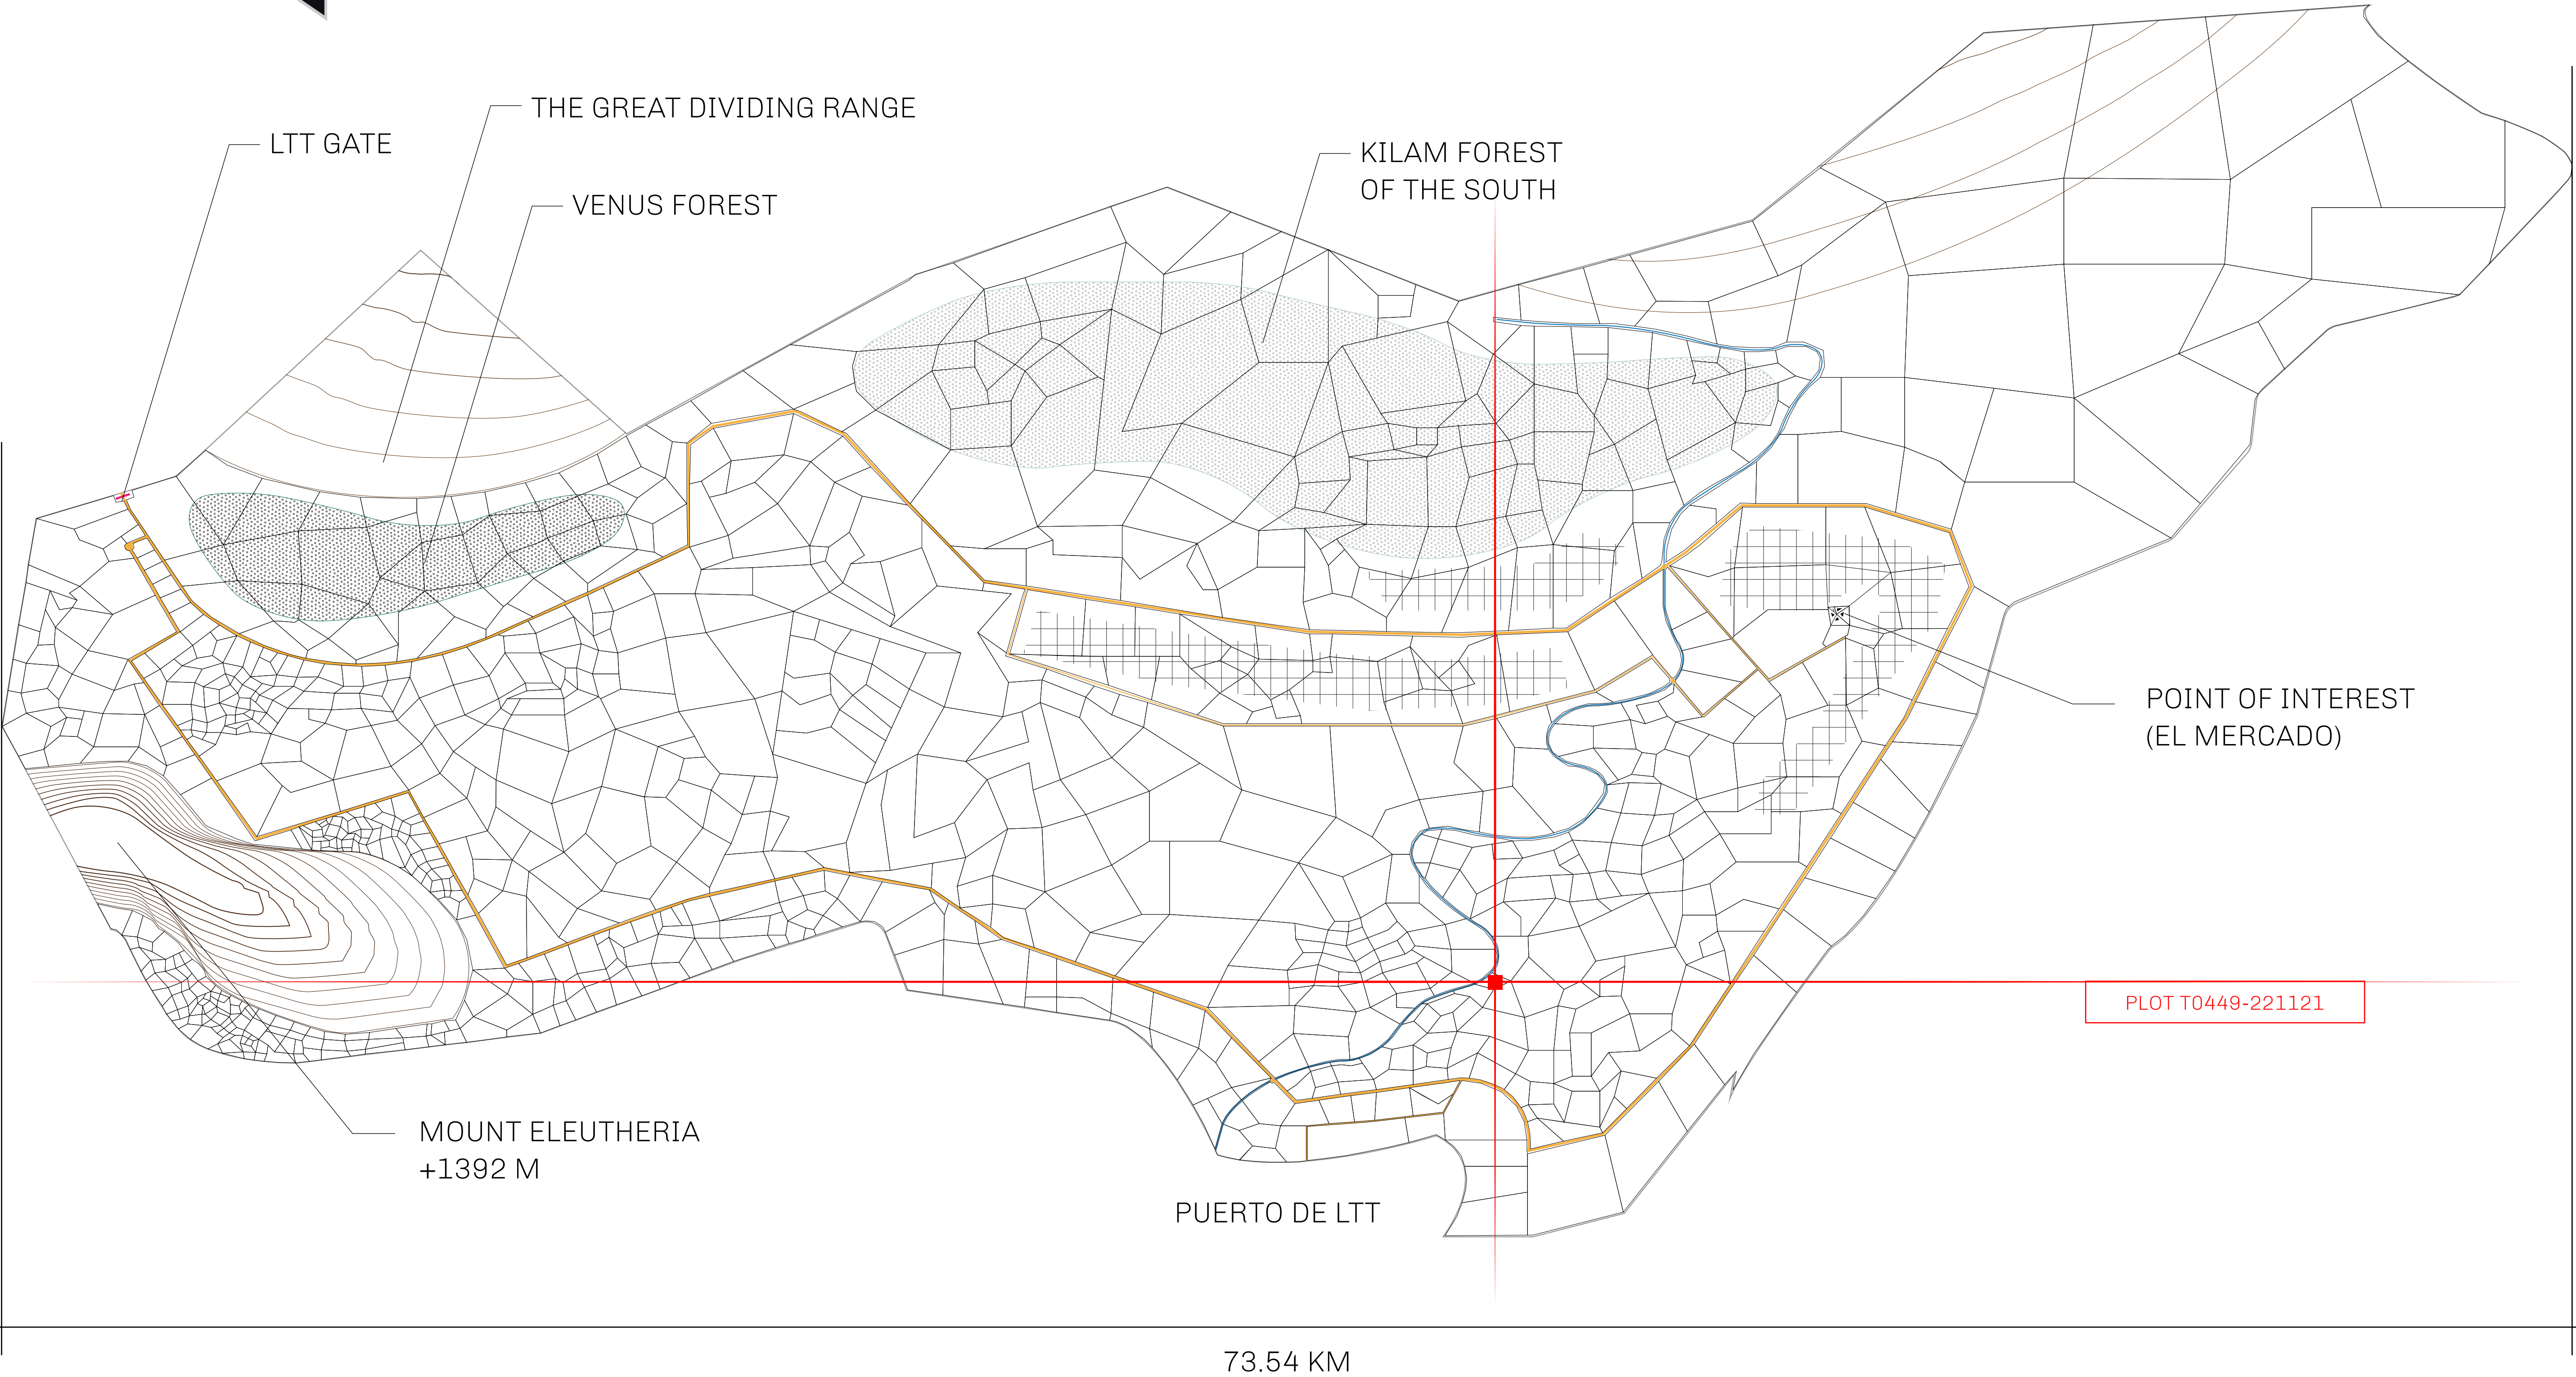 THE GREAT DIVIDING RANGE
LTT GATE
KILAM FOREST
OF THE SOUTH
VENUS FOREST
POINT OF INTEREST
(EL MERCADO)
PLOT T0449-221121
MOUNT ELEUTHERIA
+1392 M
PUERTO DE LTT
73.54 KM